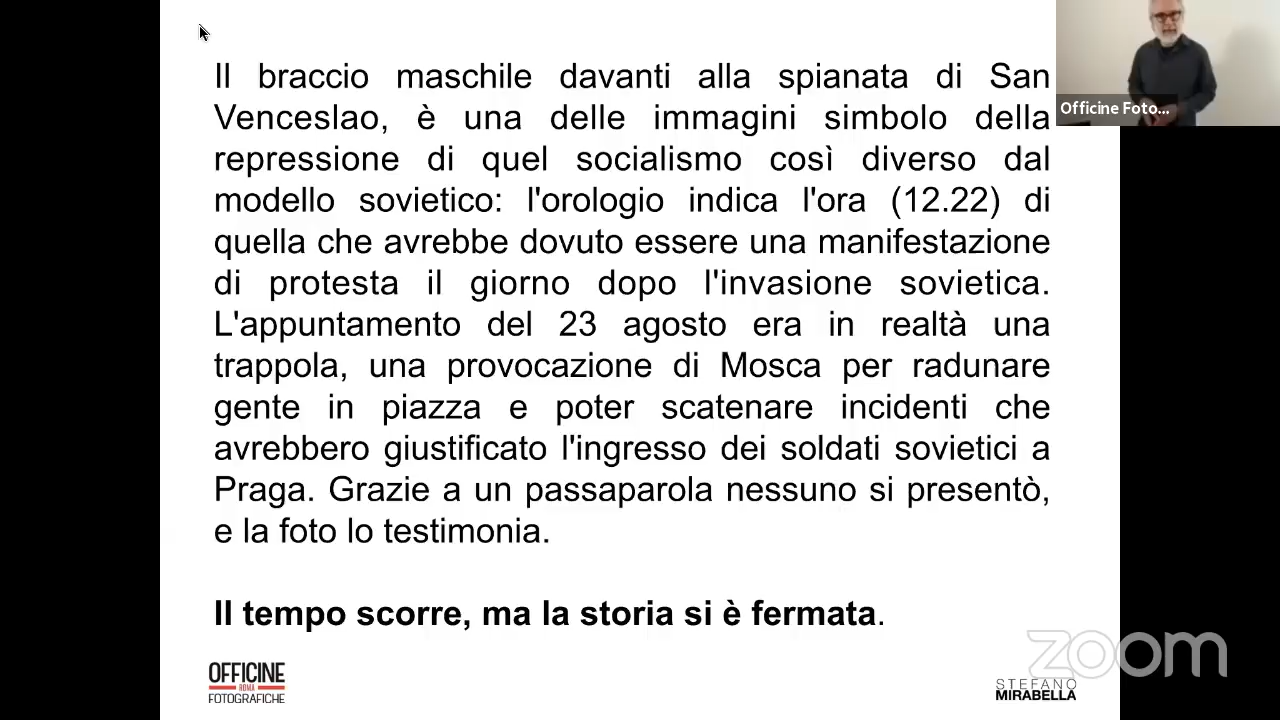 Il braccio maschile davanti alla spianata di San
Venceslao, è una delle immagini simbolo della
repressione di quel socialismo così diverso dal
modello sovietico: l'orologio indica l'ora (12.22) di
quella che avrebbe dovuto essere una manifestazione
di protesta il giorno dopo l'invasione sovietica.
L'appuntamento del 23 agosto era in realtà una
trappola, una provocazione di Mosca per radunare
gente in piazza e poter scatenare incidenti che
avrebbero giustificato l'ingresso dei soldati sovietici a
Praga. Grazie a un passaparola nessuno si presentò,
e la foto lo testimonia.
Il tempo scorre, ma la storia si è fermata.
OFFICINE
ROMA
FOTOGRAFICHE
STEFANO
MIRABELLA
zoom
Officine Foto...